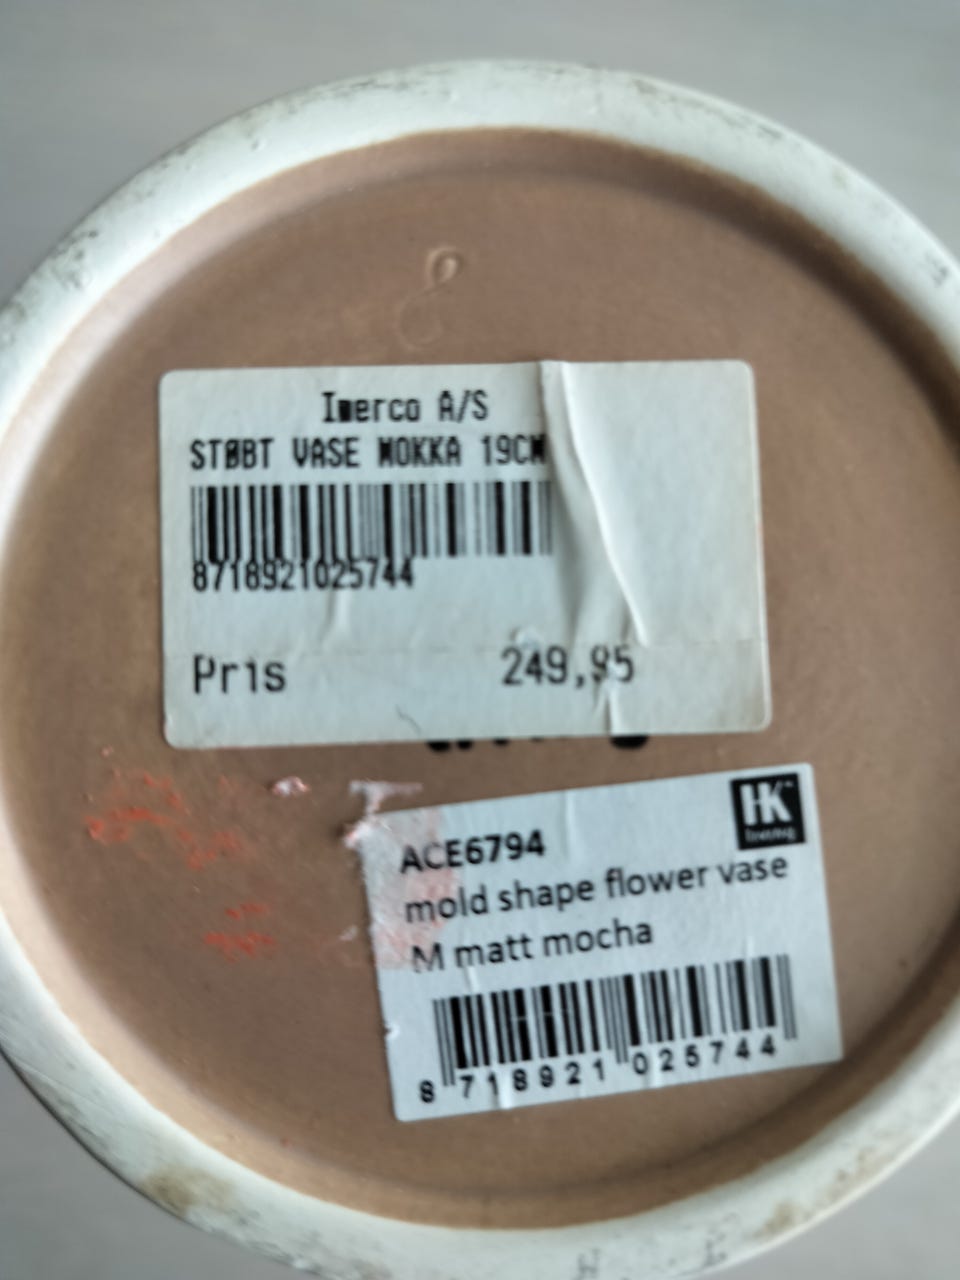 Imerco A/S
STØBT VASE MOKKA 19CM
8718921025744
Pris 249,95
HK
living
ACE6794
mold shape flower vase
M matt mocha
8 718921 025744